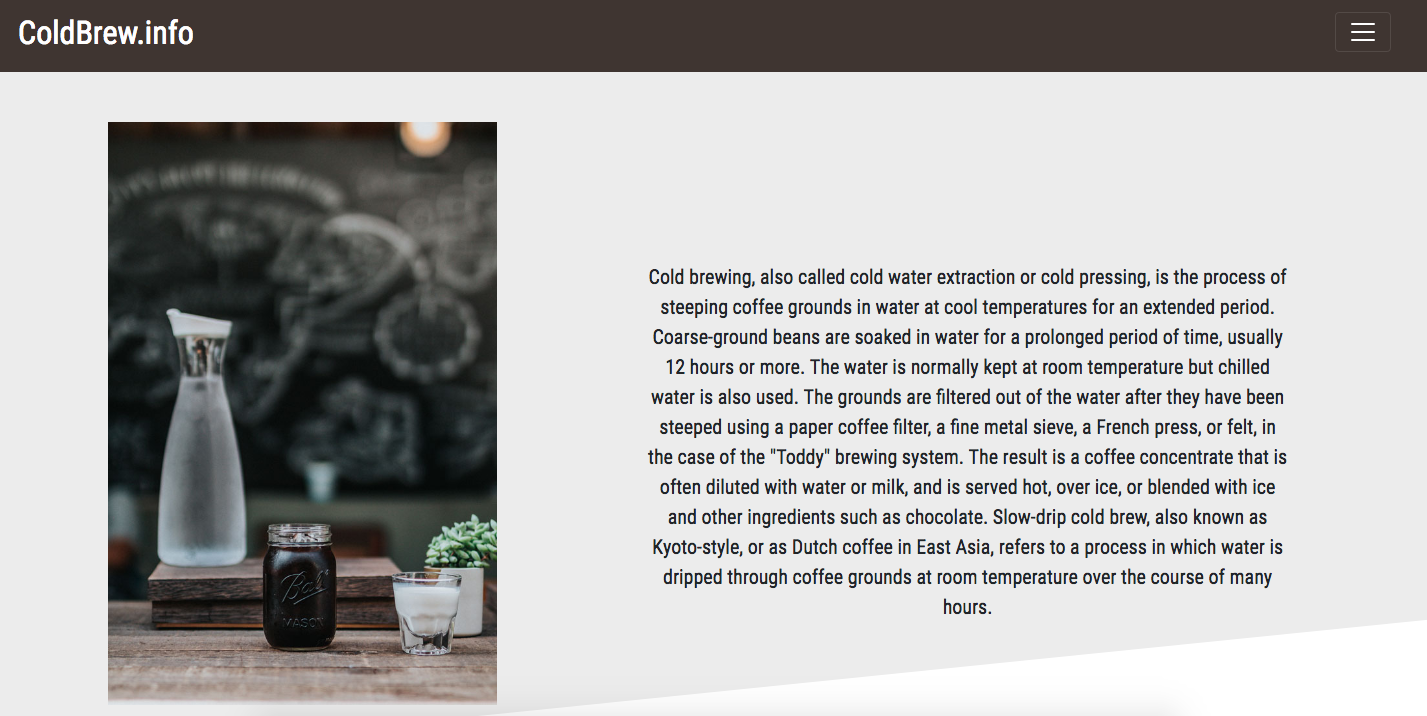 ColdBrew.info
Cold brewing, also called cold water extraction or cold pressing, is the process of
steeping coffee grounds in water at cool temperatures for an extended period.
Coarse-ground beans are soaked in water for a prolonged period of time, usually
12 hours or more. The water is normally kept at room temperature but chilled
water is also used. The grounds are filtered out of the water after they have been
steeped using a paper coffee filter, a fine metal sieve, a French press, or felt, in
the case of the "Toddy" brewing system. The result is a coffee concentrate that is
often diluted with water or milk, and is served hot, over ice, or blended with ice
and other ingredients such as chocolate. Slow-drip cold brew, also known as
Kyoto-style, or as Dutch coffee in East Asia, refers to a process in which water is
dripped through coffee grounds at room temperature over the course of many
hours.
Ball
MASON